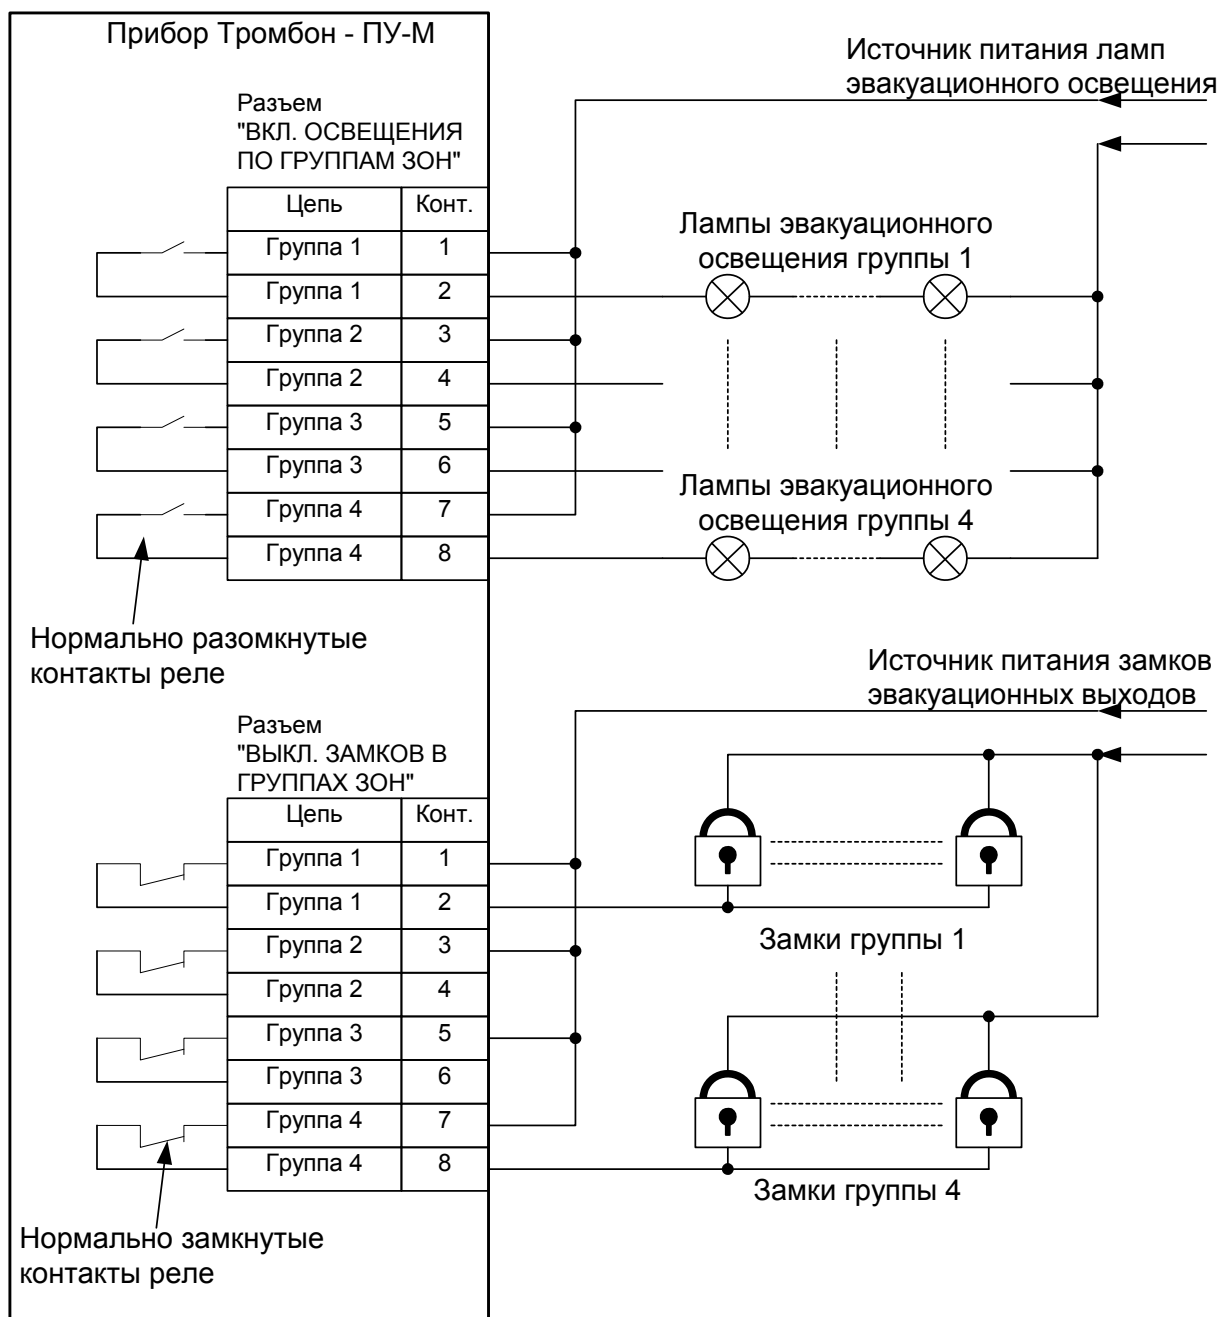 Прибор Тромбон - ПУ-М
Источник питания ламп
эвакуационного освещения
Разъем
"ВКЛ. ОСВЕЩЕНИЯ
ПО ГРУППАМ ЗОН"
Цепь Конт.
Группа 1 1
Группа 1 2
Группа 2 3
Группа 2 4
Группа 3 5
Группа 3 6
Группа 4 7
Группа 4 8
Лампы эвакуационного
освещения группы 1
Лампы эвакуационного
освещения группы 4
Нормально разомкнутые
контакты реле
Источник питания замков
эвакуационных выходов
Разъем
"ВЫКЛ. ЗАМКОВ В
ГРУППАХ ЗОН"
Цепь Конт.
Группа 1 1
Группа 1 2
Группа 2 3
Группа 2 4
Группа 3 5
Группа 3 6
Группа 4 7
Группа 4 8
Замки группы 1
Замки группы 4
Нормально замкнутые
контакты реле